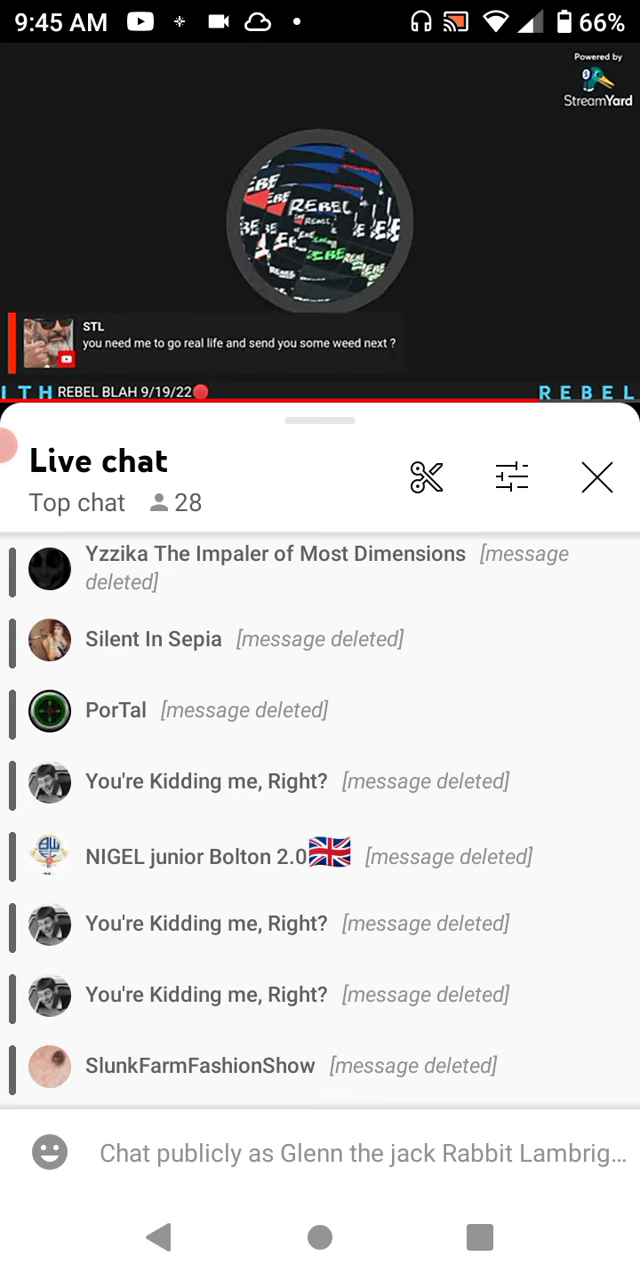 9:45 AM
66%
Powered by
StreamYard
REBEL
STL
you need me to go real life and send you some weed next ?
I T H REBEL BLAH 9/19/22
R E B E L
Live chat
Top chat 28
Yzzika The Impaler of Most Dimensions [message
deleted]
Silent In Sepia [message deleted]
PorTal [message deleted]
You're Kidding me, Right? [message deleted]
NIGEL junior Bolton 2.0🇬🇧 [message deleted]
You're Kidding me, Right? [message deleted]
You're Kidding me, Right? [message deleted]
SlunkFarmFashionShow [message deleted]
Chat publicly as Glenn the jack Rabbit Lambrig...